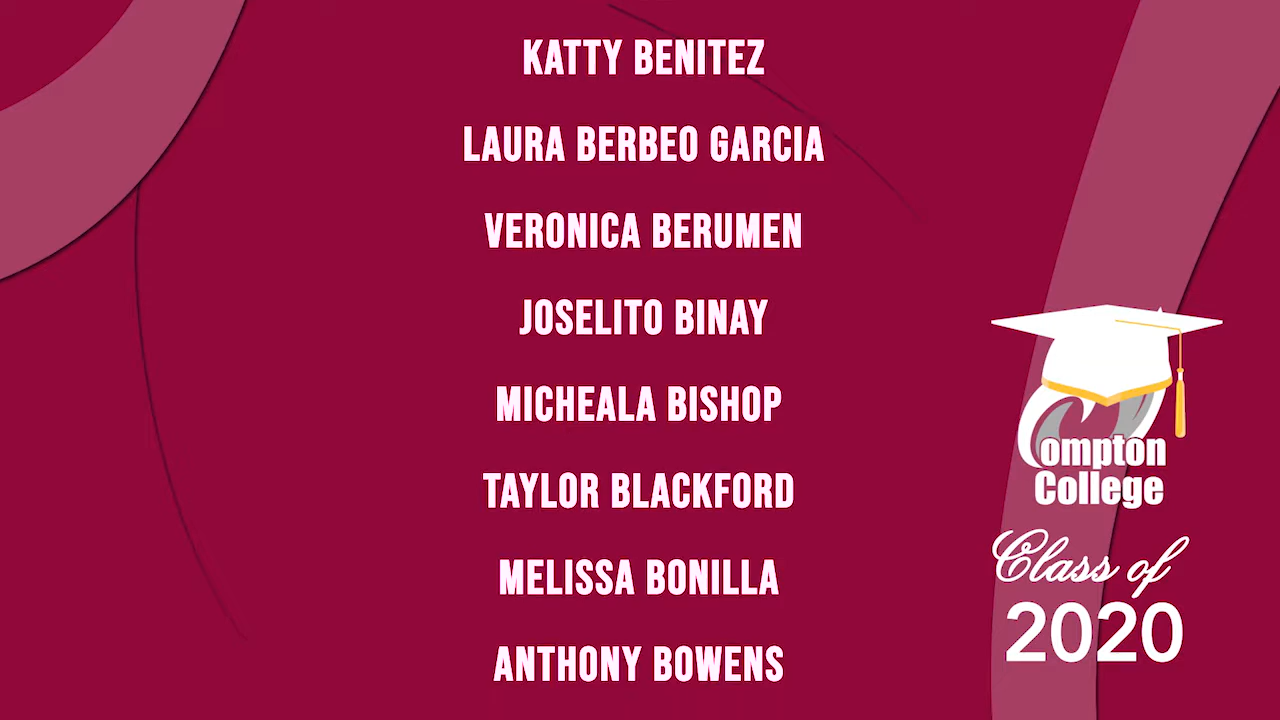 KATTY BENITEZ
LAURA BERBEO GARCIA
VERONICA BERUMEN
JOSELITO BINAY
MICHEALA BISHOP
TAYLOR BLACKFORD
MELISSA BONILLA
ANTHONY BOWENS
Compton
College
Class of
2020